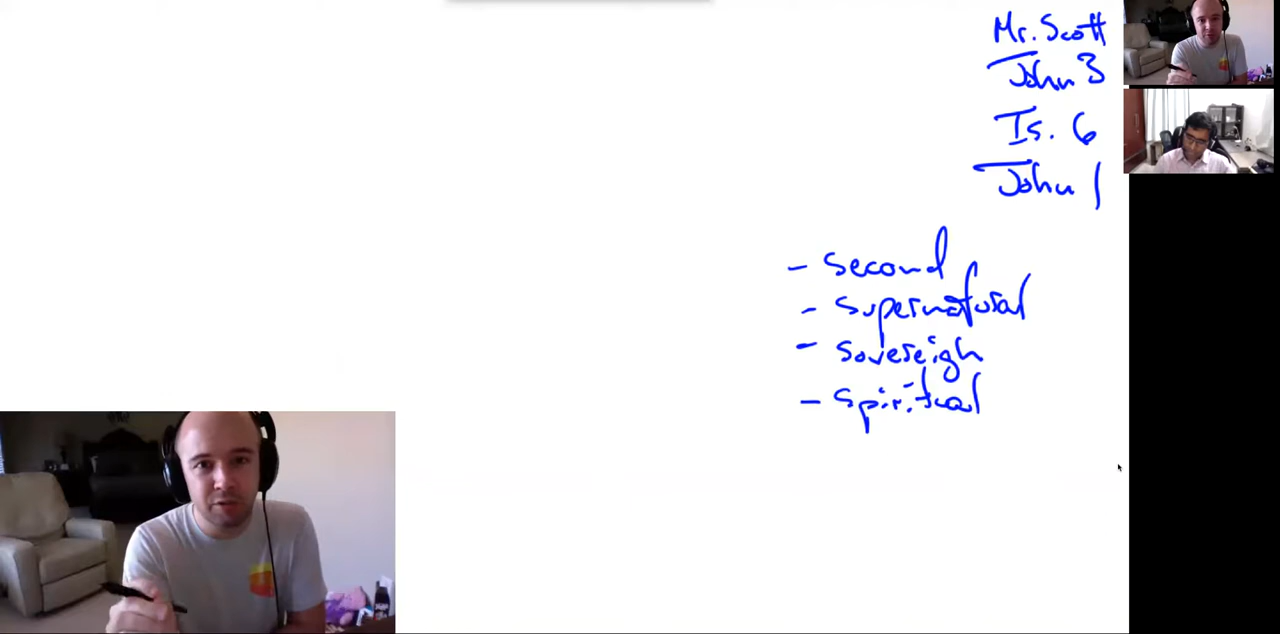 Mr. Scott
John 3
Is. 6
John 1
- second
- supernatural
- sovereign
- spiritual